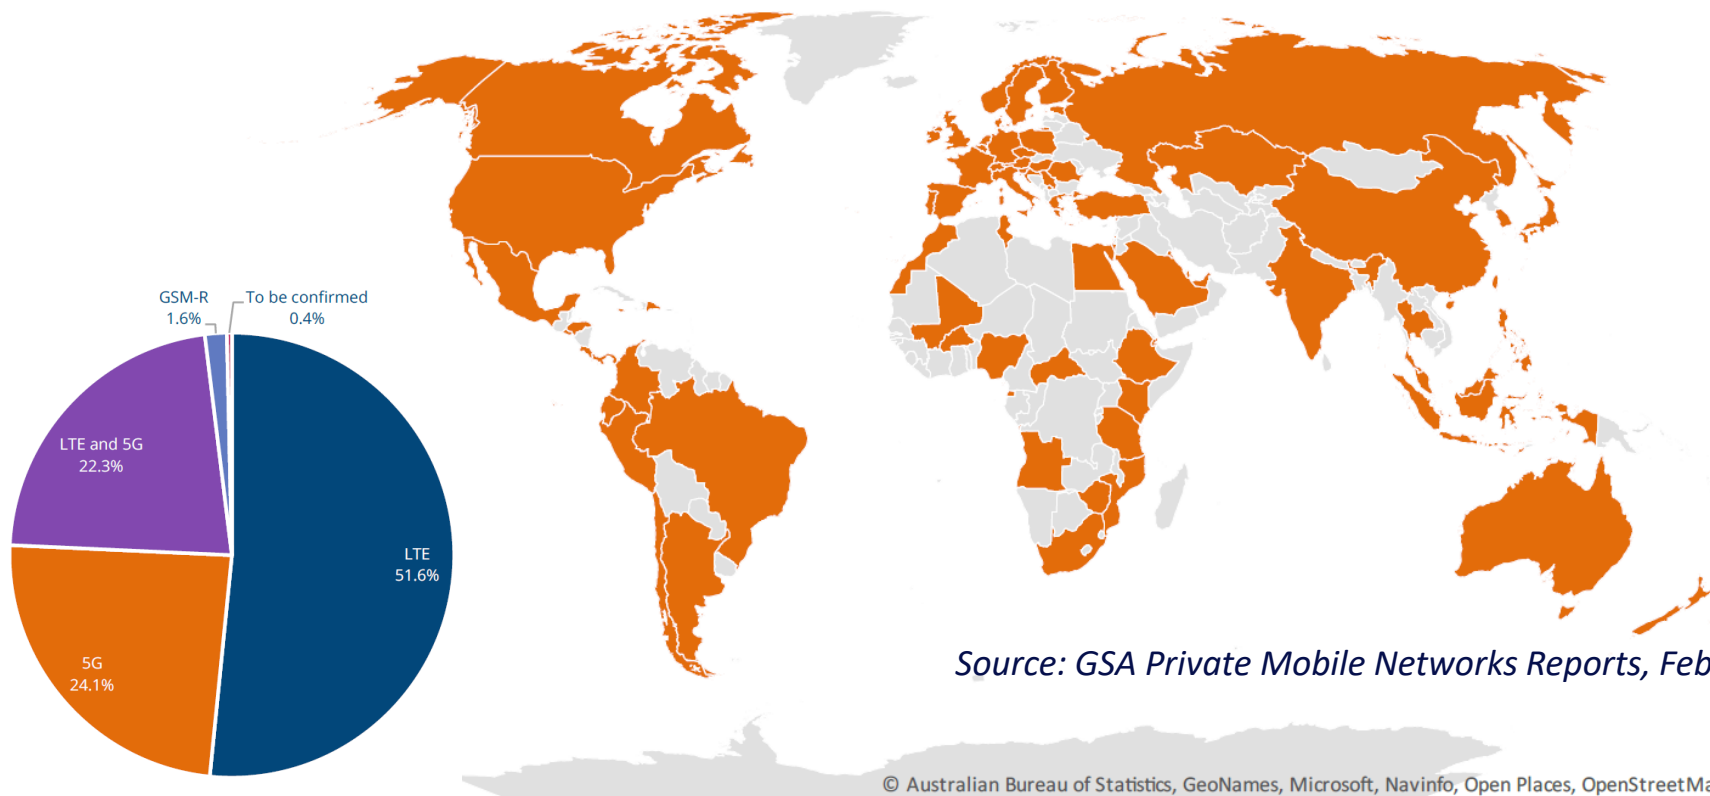 GSM-R
1.6%
To be confirmed
0.4%
LTE and 5G
22.3%
LTE
51.6%
5G
24.1%
Source: GSA Private Mobile Networks Reports, Feb
© Australian Bureau of Statistics, GeoNames, Microsoft, Navinfo, Open Places, OpenStreetMa